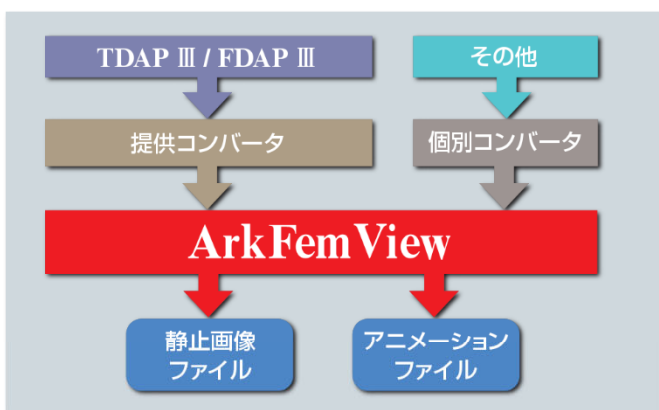 TDAP Ⅲ / FDAP Ⅲ
その他
提供コンバータ
個別コンバータ
ArkFemView
静止画像
ファイル
アニメーション
ファイル